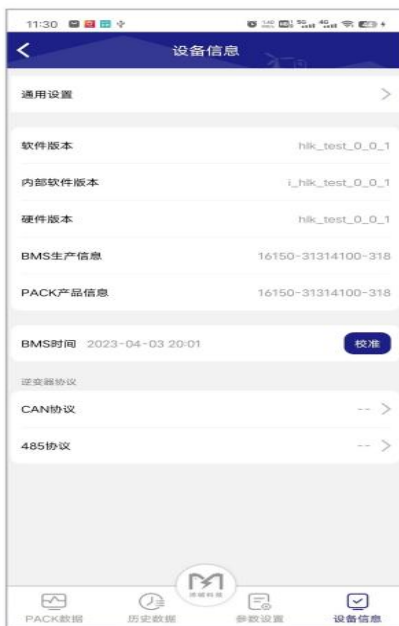 11:30
设备信息
通用设置
软件版本 hlk_test_0_0_1
内部软件版本 i_hlk_test_0_0_1
硬件版本 hlk_test_0_0_1
BMS生产信息 16150-31314100-318
PACK产品信息 16150-31314100-318
BMS时间 2023-04-03 20:01 校准
逆变器协议
CAN协议 -- >
485协议 -- >
PACK数据 历史数据 参数设置 设备信息